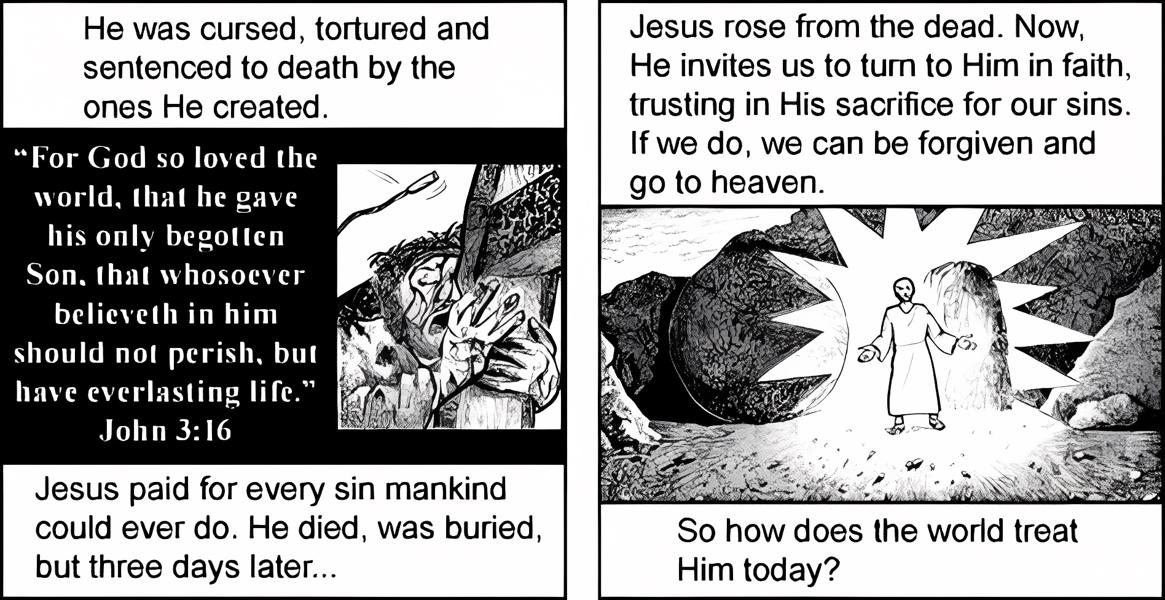 He was cursed, tortured and
sentenced to death by the
ones He created.
“For God so loved the
world, that he gave
his only begotten
Son, that whosoever
believeth in him
should not perish, but
have everlasting life.”
John 3:16
Jesus paid for every sin mankind
could ever do. He died, was buried,
but three days later...
Jesus rose from the dead. Now,
He invites us to turn to Him in faith,
trusting in His sacrifice for our sins.
If we do, we can be forgiven and
go to heaven.
So how does the world treat
Him today?